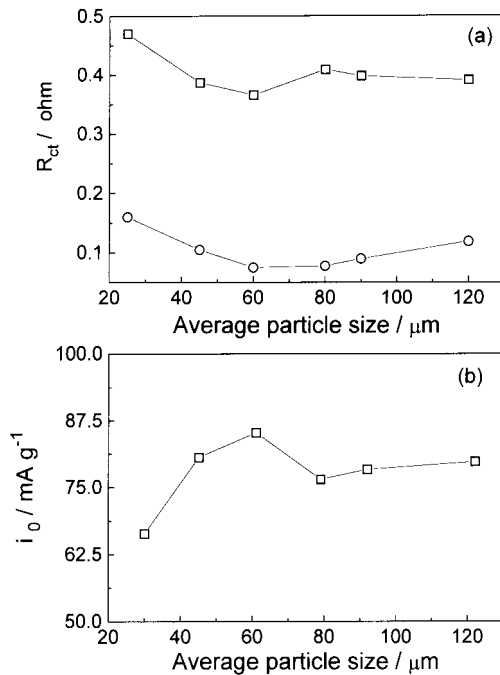 (a)
0.5
0.4
0.3
0.2
0.1
R_ct / ohm
20 40 60 80 100 120
Average particle size / μm
(b)
100.0
87.5
75.0
62.5
50.0
i_0 / mA g^-1
20 40 60 80 100 120
Average particle size / μm